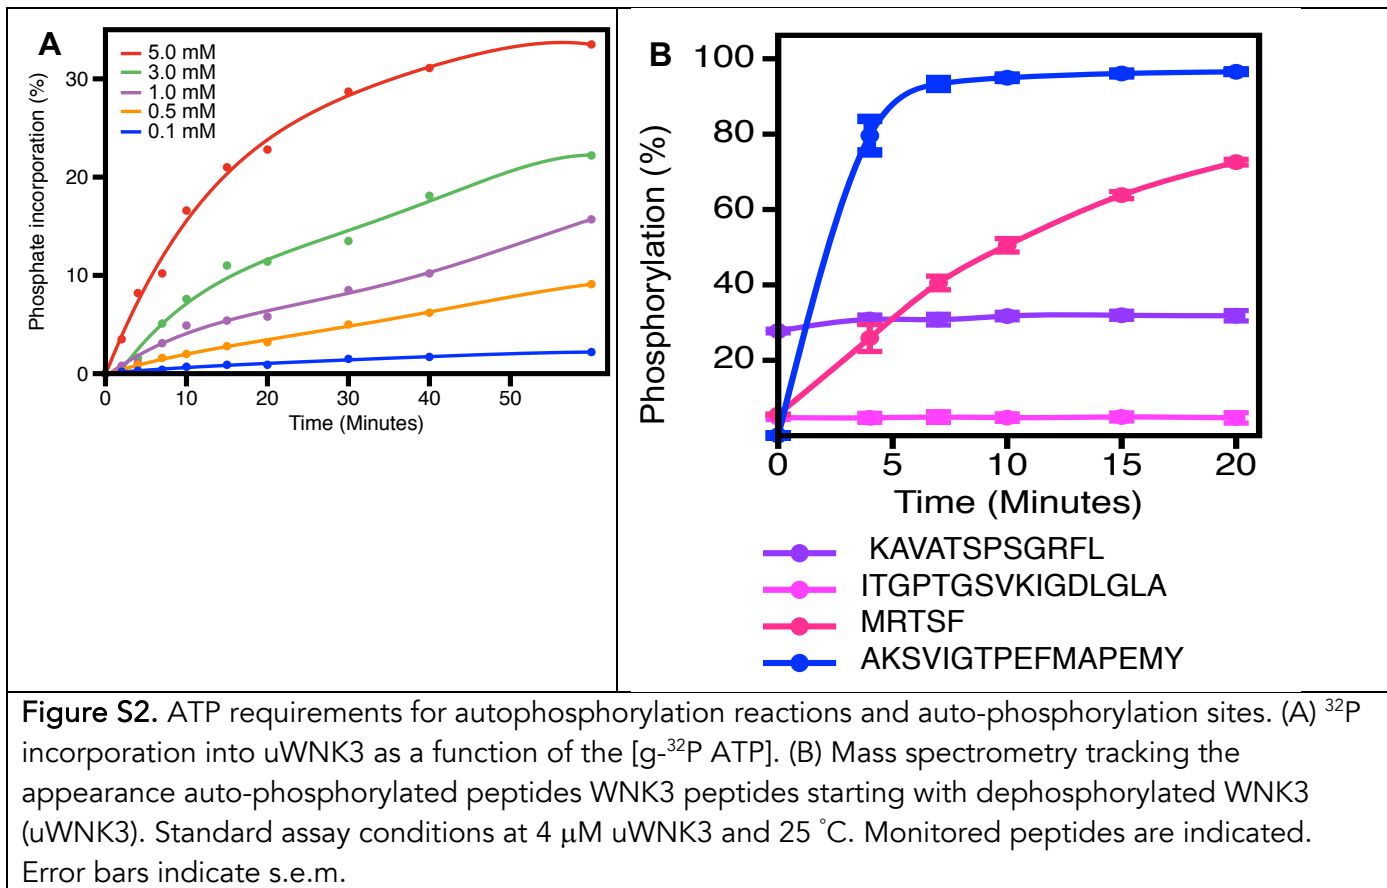 A
5.0 mM
3.0 mM
1.0 mM
0.5 mM
0.1 mM
Phosphate incorporation (%)
30
20
10
0
0 10 20 30 40 50
Time (Minutes)
B
Phosphorylation (%)
100
80
60
40
20
0 5 10 15 20
Time (Minutes)
KAVATSPSGRFL
ITGPTGSVKIGDLGLA
MRTSF
AKSVIGTPEFMAPEMY
Figure S2. ATP requirements for autophosphorylation reactions and auto-phosphorylation sites. (A) ³²P
incorporation into uWNK3 as a function of the [g-³²P ATP]. (B) Mass spectrometry tracking the
appearance auto-phosphorylated peptides WNK3 peptides starting with dephosphorylated WNK3
(uWNK3). Standard assay conditions at 4 μM uWNK3 and 25 °C. Monitored peptides are indicated.
Error bars indicate s.e.m.